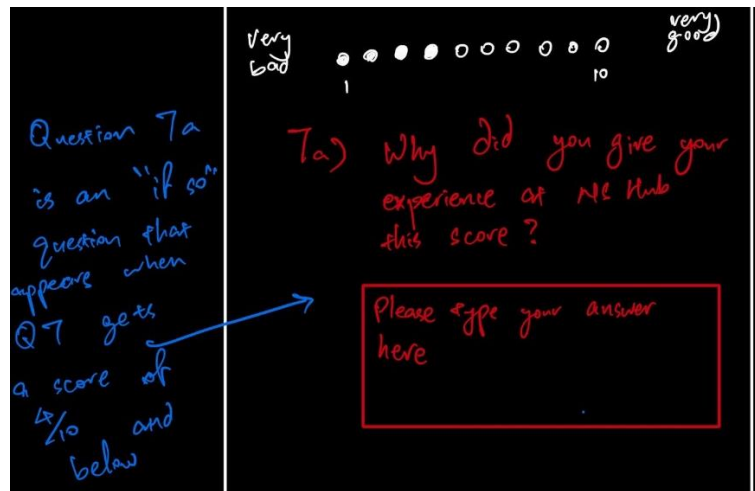 Very
bad
very
good
1
10
Question 7a
is an "if so"
question that
appears when
Q7 gets
a score of
4/10 and
below
7a) Why did you give your
experience at NS Hub
this score?
Please type your answer
here